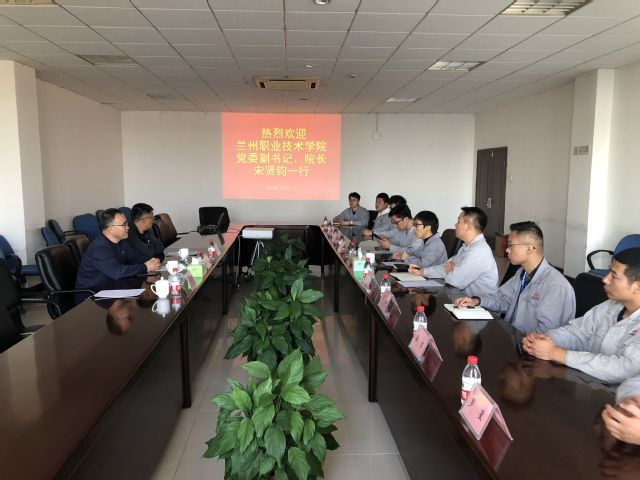 热烈欢迎
兰州职业技术学院
党委副书记、院长
宋贤钧一行